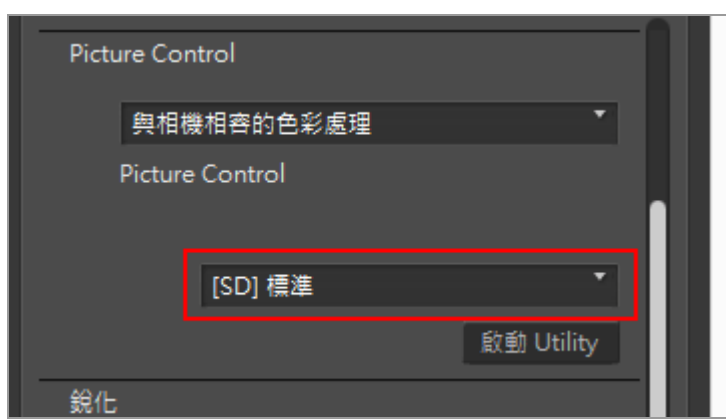 Picture Control
與相機相容的色彩處理
Picture Control
[SD] 標準
啟動 Utility
銳化